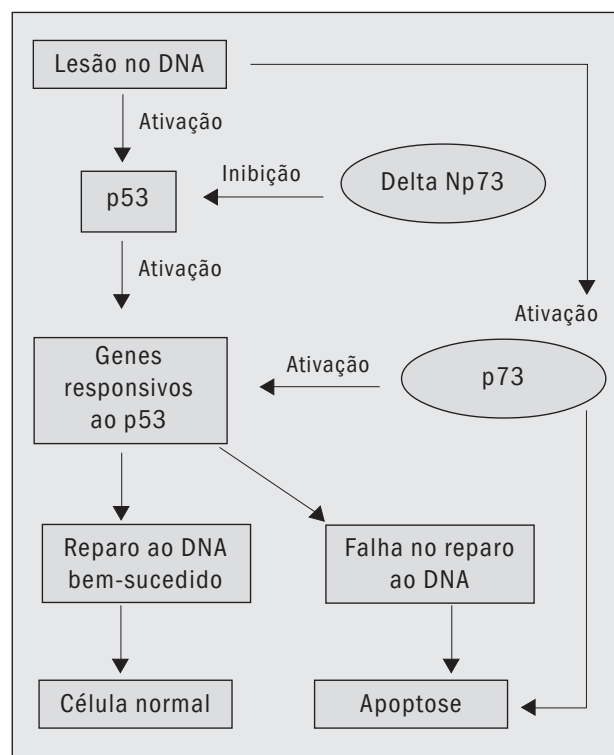 Lesão no DNA
Ativação
p53
Inibição
Delta Np73
Ativação
Ativação
Genes
responsivos
ao p53
Ativação
p73
Reparo ao DNA
bem-sucedido
Falha no reparo
ao DNA
Célula normal
Apoptose